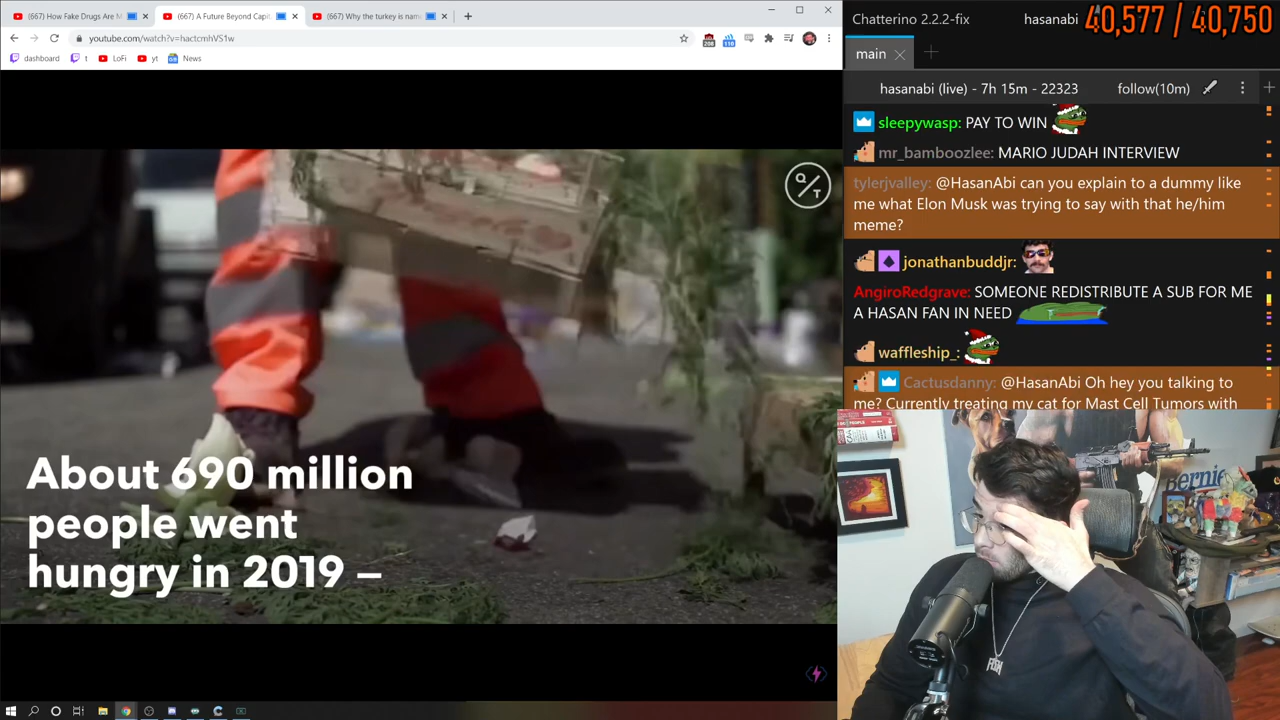 (667) How Fake Drugs Are M
(667) A Future Beyond Capi
(667) Why the turkey is nam
youtube.com/watch?v=hactcmhVS1w
208
116
dashboard
t
LoFi
yt
News
A/T
About 690 million
people went
hungry in 2019 –
Chatterino 2.2.2-fix
hasanabi
40,577 / 40,750
main
hasanabi (live) - 7h 15m - 22323
follow(10m)
sleepywasp: PAY TO WIN
mr_bamboozlee: MARIO JUDAH INTERVIEW
tylerjvalley: @HasanAbi can you explain to a dummy like
me what Elon Musk was trying to say with that he/him
meme?
jonathanbuddjr:
AngiroRedgrave: SOMEONE REDISTRIBUTE A SUB FOR ME
A HASAN FAN IN NEED
waffleship_:
Cactusdanny: @HasanAbi Oh hey you talking to
me? Currently treating my cat for Mast Cell Tumors with
Bernie